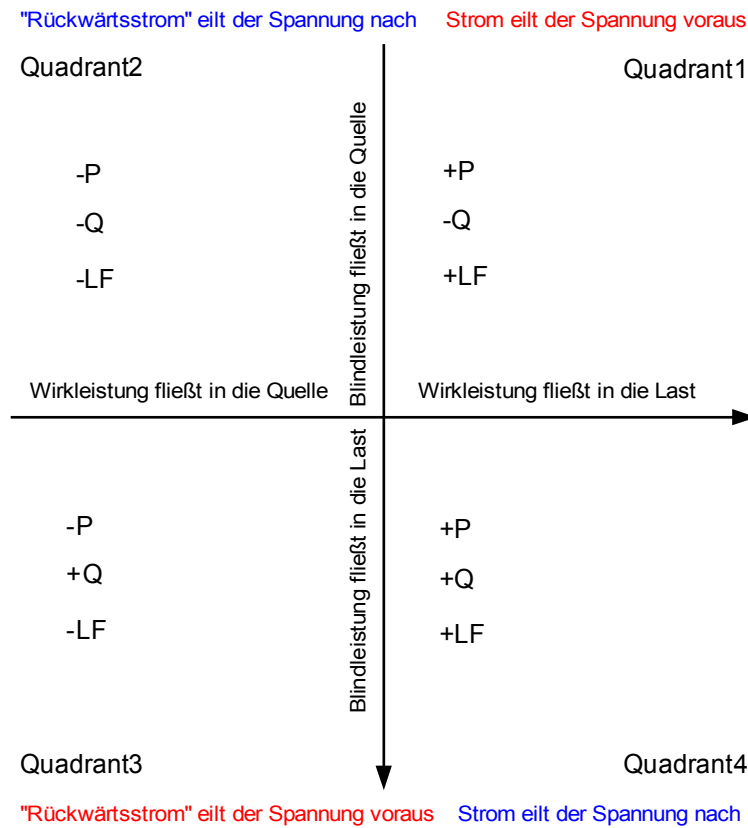 "Rückwärtsstrom" eilt der Spannung nach
Strom eilt der Spannung voraus
Quadrant2
Quadrant1
-P
-Q
-LF
Blindleistung fließt in die Quelle
+P
-Q
+LF
Wirkleistung fließt in die Quelle
Wirkleistung fließt in die Last
-P
+Q
-LF
Blindleistung fließt in die Last
+P
+Q
+LF
Quadrant3
Quadrant4
"Rückwärtsstrom" eilt der Spannung voraus
Strom eilt der Spannung nach